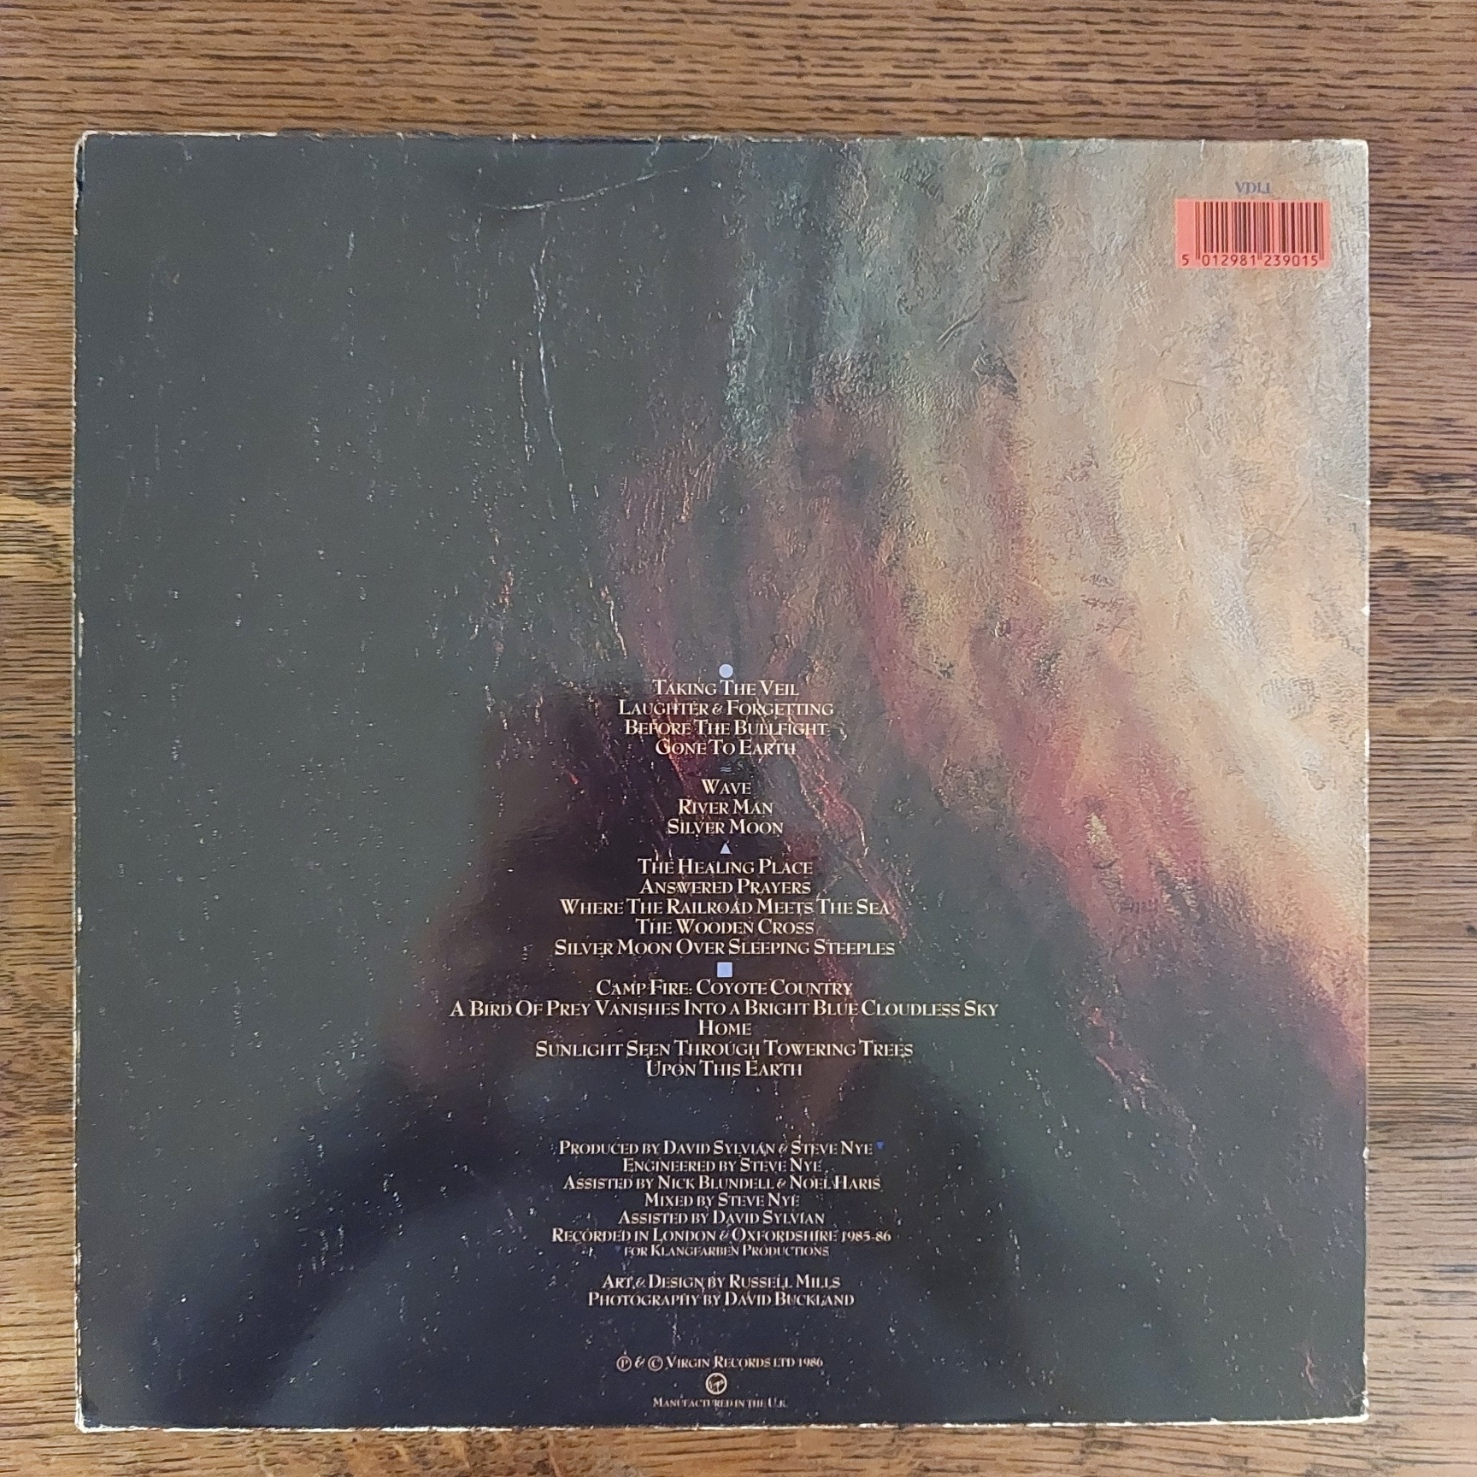 VDL1
5 012981 239015
Taking The Veil
Laughter & Forgetting
Before The Bullfight
Gone To Earth
Wave
River Man
Silver Moon
The Healing Place
Answered Prayers
Where The Railroad Meets The Sea
The Wooden Cross
Silver Moon Over Sleeping Steeples
Camp Fire: Coyote Country
A Bird Of Prey Vanishes Into a Bright Blue Cloudless Sky
Home
Sunlight Seen Through Towering Trees
Upon This Earth
Produced by David Sylvian & Steve Nye
Engineered by Steve Nye
Assisted by Nick Blundell & Noel Haris
Mixed by Steve Nye
Assisted by David Sylvian
Recorded in London & Oxfordshire 1985-86
for Klangfarben Productions
Art & Design by Russell Mills
Photography by David Buckland
℗ & © Virgin Records Ltd 1986
Virgin
Manufactured in the U.K.